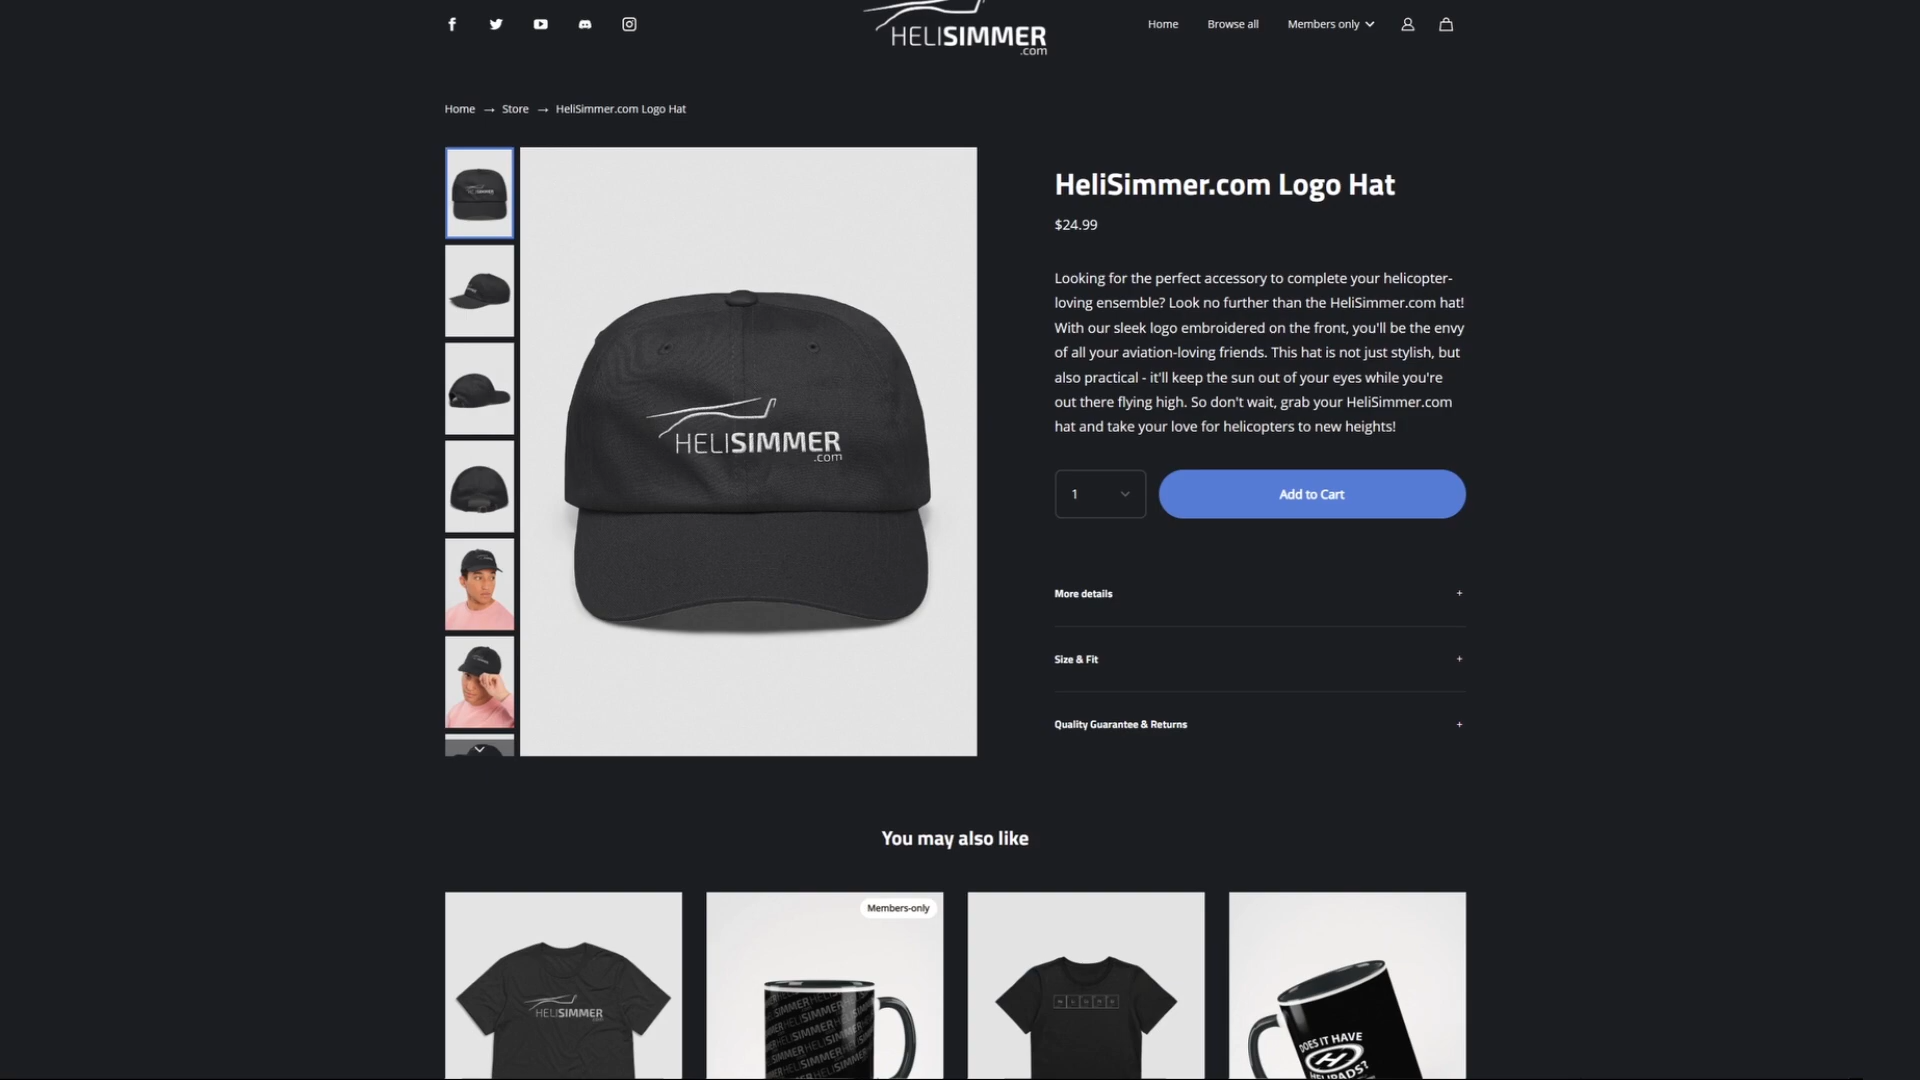 HELISIMMER
.com
Home Browse all Members only
Home → Store → HeliSimmer.com Logo Hat
HELISIMMER
.com
HeliSimmer.com Logo Hat
$24.99
Looking for the perfect accessory to complete your helicopter-
loving ensemble? Look no further than the HeliSimmer.com hat!
With our sleek logo embroidered on the front, you'll be the envy
of all your aviation-loving friends. This hat is not just stylish, but
also practical - it'll keep the sun out of your eyes while you're
out there flying high. So don't wait, grab your HeliSimmer.com
hat and take your love for helicopters to new heights!
1
Add to Cart
More details +
Size & Fit +
Quality Guarantee & Returns +
You may also like
Members-only
HELISIMMER
.com
SIMMER HELISIMMER
DOES IT HAVE
H
HELIPADS?